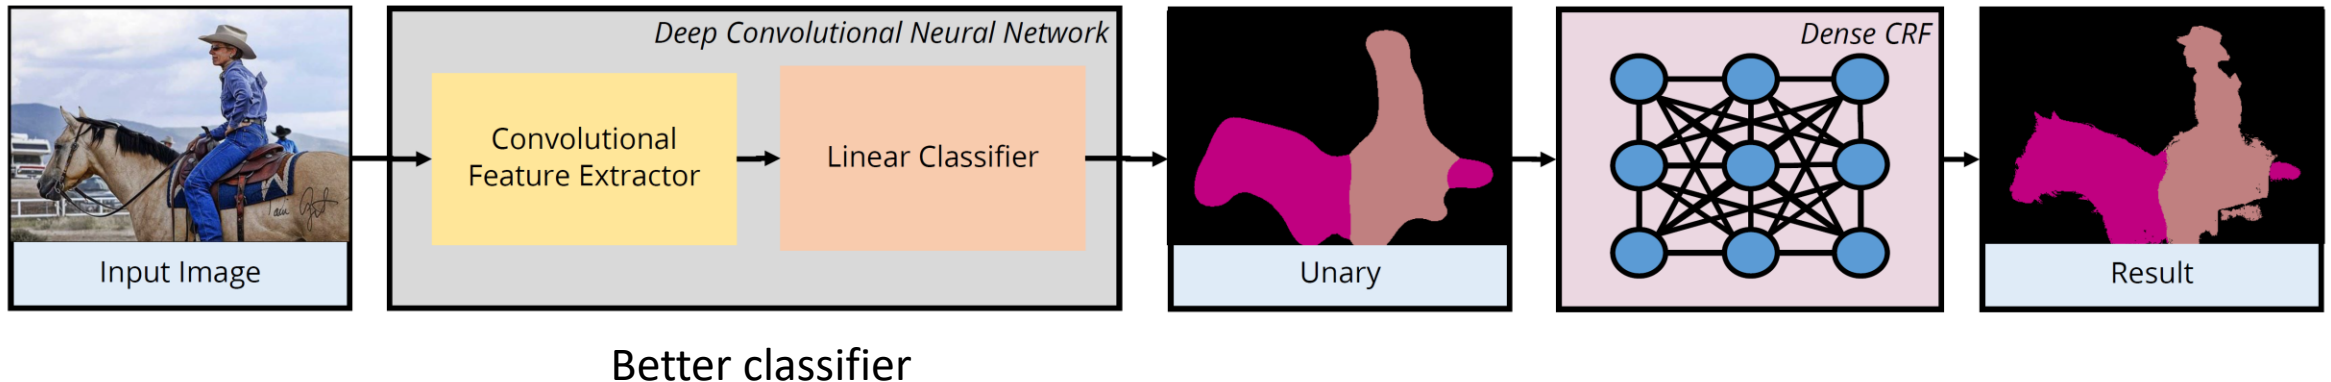 Deep Convolutional Neural Network
Dense CRF
Convolutional
Feature Extractor
Linear Classifier
Input Image
Unary
Result
Better classifier